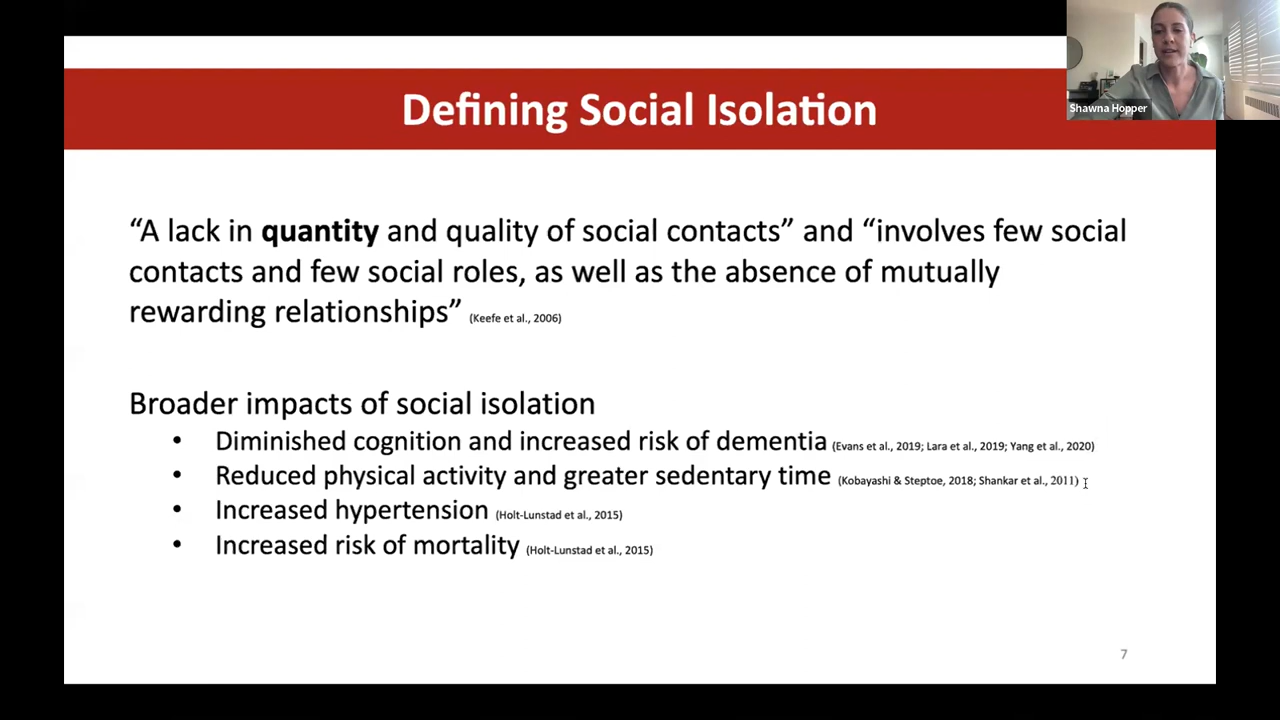 Defining Social Isolation
Shawna Hopper
“A lack in quantity and quality of social contacts” and “involves few social
contacts and few social roles, as well as the absence of mutually
rewarding relationships” (Keefe et al., 2006)
Broader impacts of social isolation
• Diminished cognition and increased risk of dementia (Evans et al., 2019; Lara et al., 2019; Yang et al., 2020)
• Reduced physical activity and greater sedentary time (Kobayashi & Steptoe, 2018; Shankar et al., 2011)
• Increased hypertension (Holt-Lunstad et al., 2015)
• Increased risk of mortality (Holt-Lunstad et al., 2015)
7